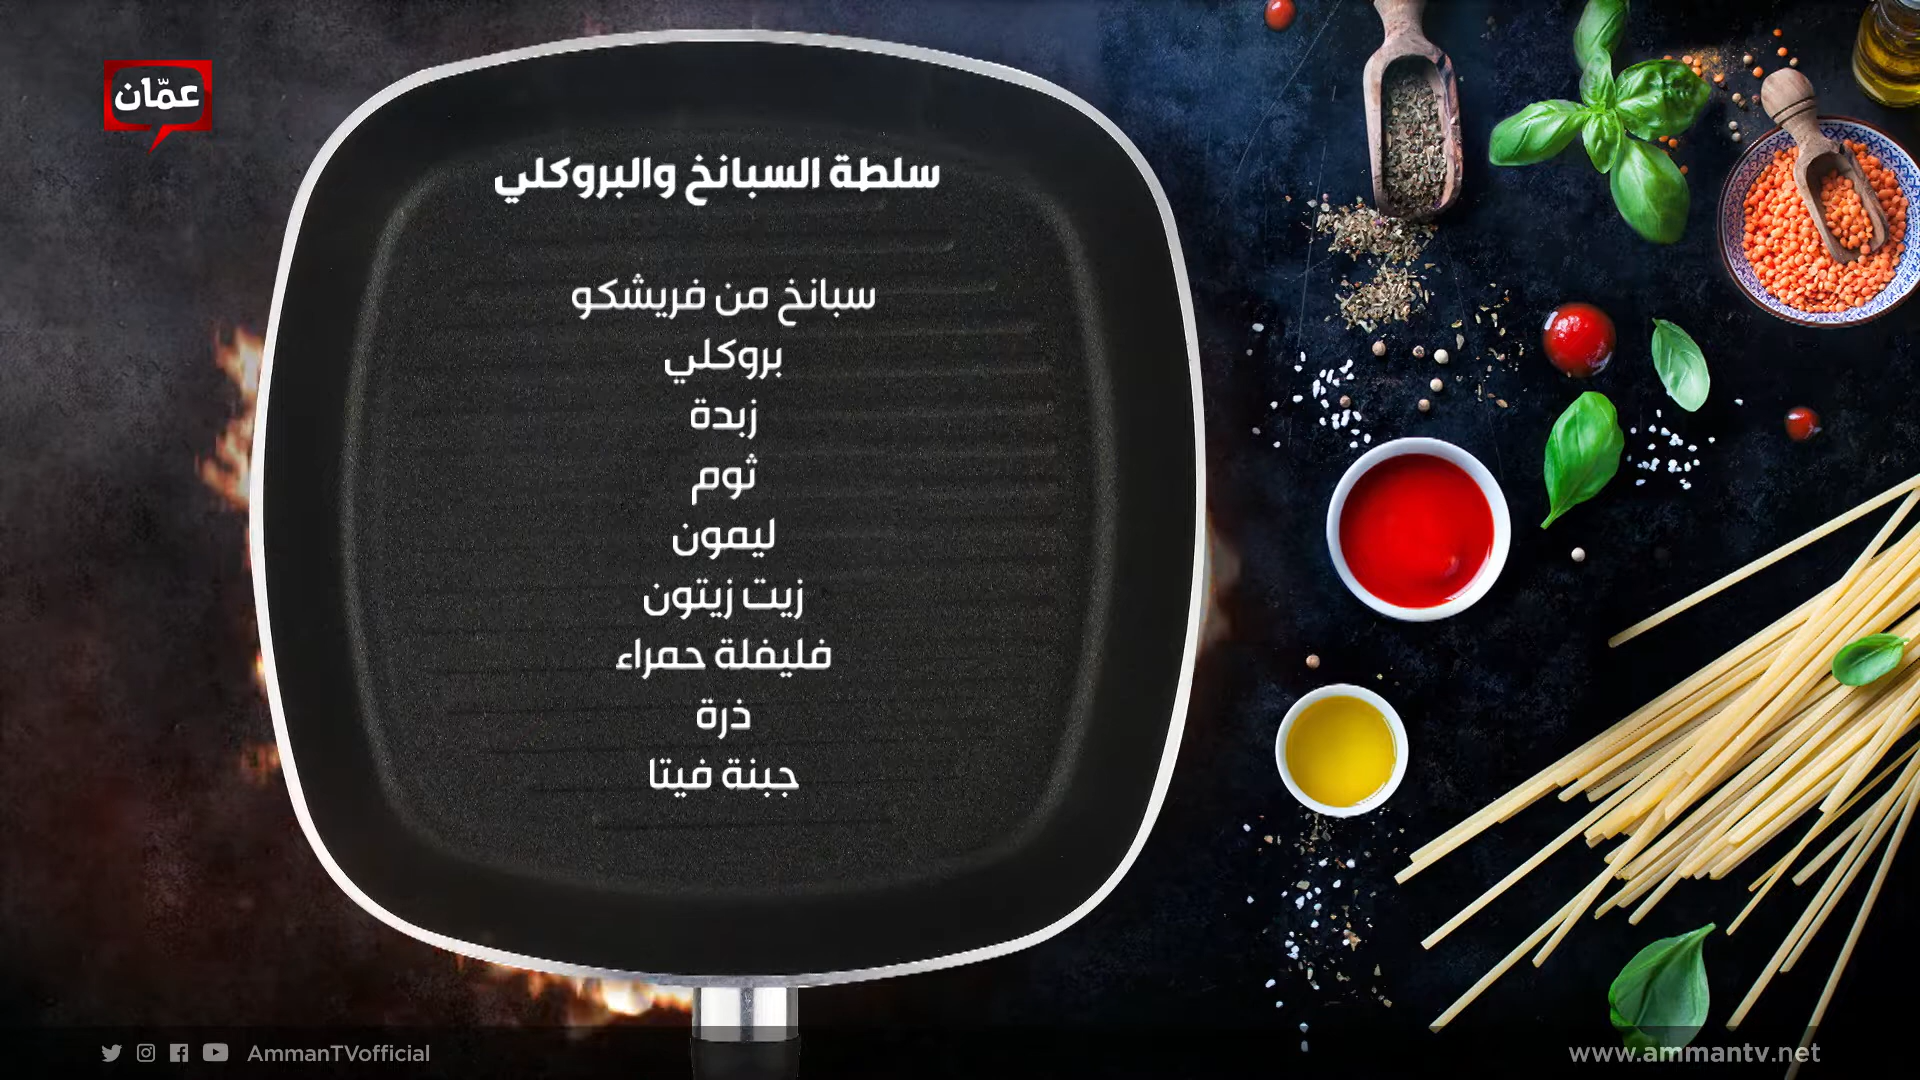 عمّان
سلطة السبانخ والبروكلي
سبانخ من فريشكو
بروكلي
زبدة
ثوم
ليمون
زيت زيتون
فليفلة حمراء
ذرة
جبنة فيتا
AmmanTVofficial
www.ammantv.net